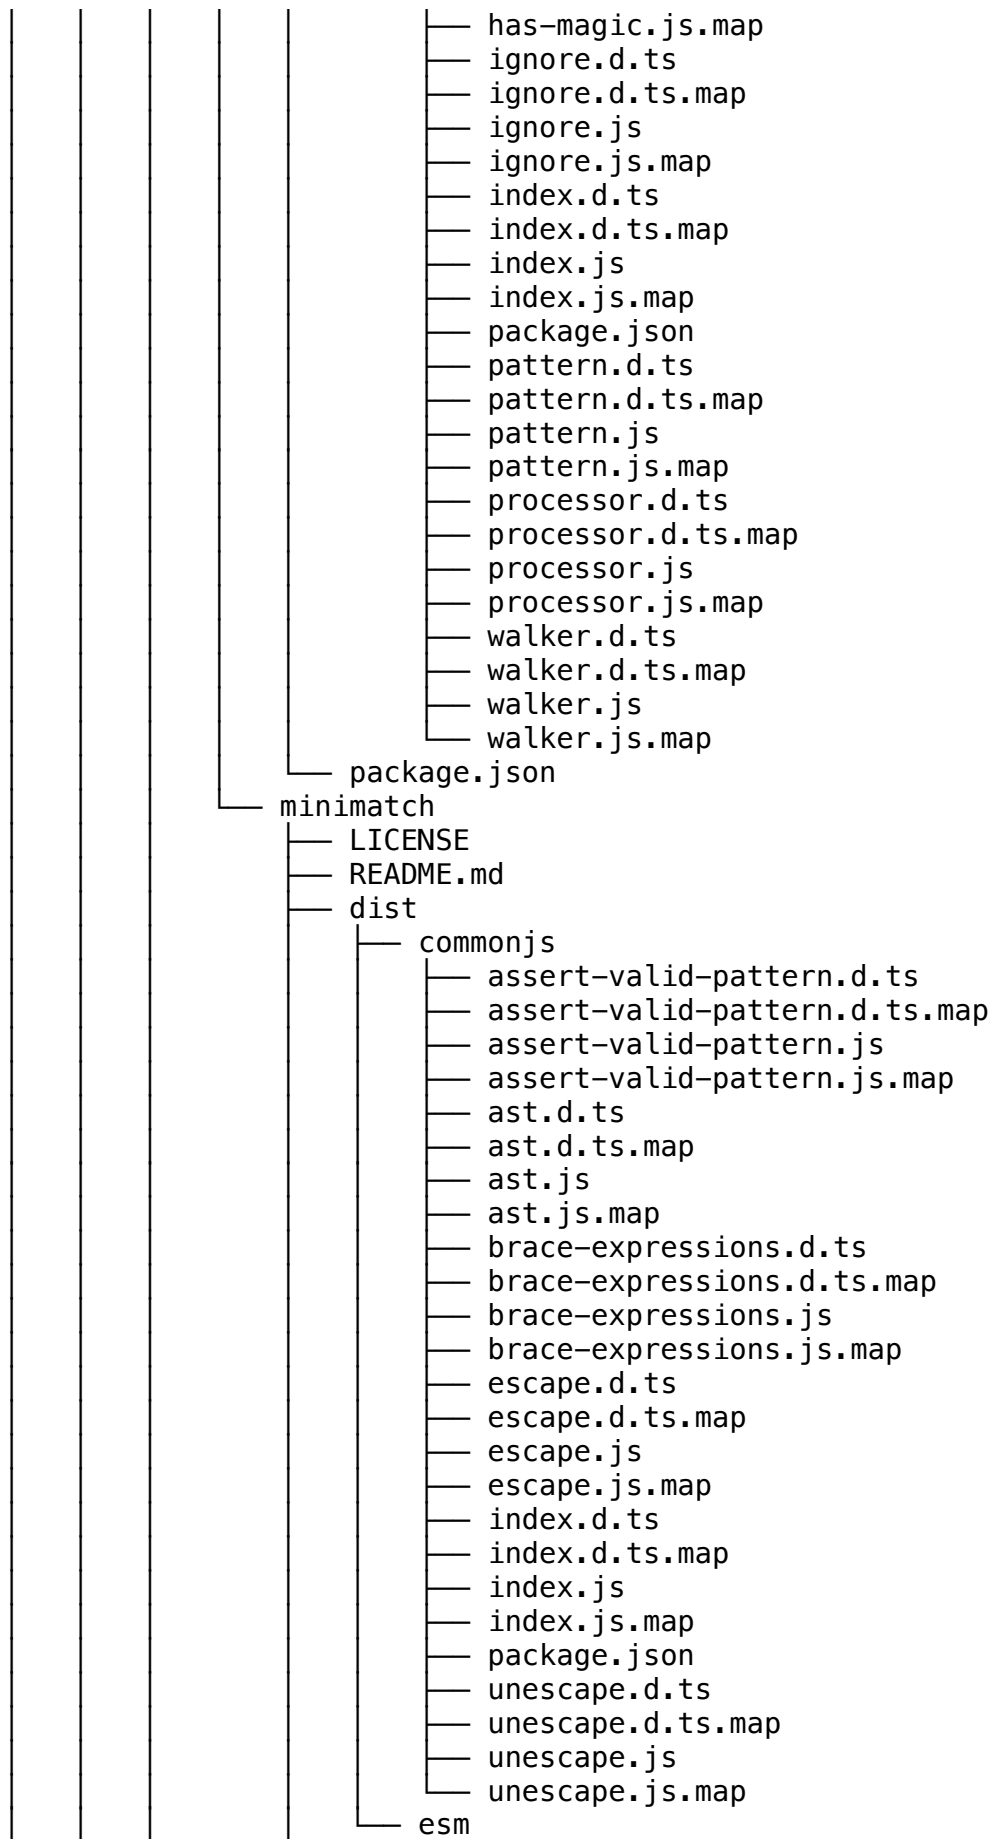 │   │   │   │   │       ├── has-magic.js.map
│   │   │   │   │       ├── ignore.d.ts
│   │   │   │   │       ├── ignore.d.ts.map
│   │   │   │   │       ├── ignore.js
│   │   │   │   │       ├── ignore.js.map
│   │   │   │   │       ├── index.d.ts
│   │   │   │   │       ├── index.d.ts.map
│   │   │   │   │       ├── index.js
│   │   │   │   │       ├── index.js.map
│   │   │   │   │       ├── package.json
│   │   │   │   │       ├── pattern.d.ts
│   │   │   │   │       ├── pattern.d.ts.map
│   │   │   │   │       ├── pattern.js
│   │   │   │   │       ├── pattern.js.map
│   │   │   │   │       ├── processor.d.ts
│   │   │   │   │       ├── processor.d.ts.map
│   │   │   │   │       ├── processor.js
│   │   │   │   │       ├── processor.js.map
│   │   │   │   │       ├── walker.d.ts
│   │   │   │   │       ├── walker.d.ts.map
│   │   │   │   │       ├── walker.js
│   │   │   │   │       └── walker.js.map
│   │   │   │   └── package.json
│   │   │   └── minimatch
│   │   │       ├── LICENSE
│   │   │       ├── README.md
│   │   │       ├── dist
│   │   │       │   ├── commonjs
│   │   │       │   │   ├── assert-valid-pattern.d.ts
│   │   │       │   │   ├── assert-valid-pattern.d.ts.map
│   │   │       │   │   ├── assert-valid-pattern.js
│   │   │       │   │   ├── assert-valid-pattern.js.map
│   │   │       │   │   ├── ast.d.ts
│   │   │       │   │   ├── ast.d.ts.map
│   │   │       │   │   ├── ast.js
│   │   │       │   │   ├── ast.js.map
│   │   │       │   │   ├── brace-expressions.d.ts
│   │   │       │   │   ├── brace-expressions.d.ts.map
│   │   │       │   │   ├── brace-expressions.js
│   │   │       │   │   ├── brace-expressions.js.map
│   │   │       │   │   ├── escape.d.ts
│   │   │       │   │   ├── escape.d.ts.map
│   │   │       │   │   ├── escape.js
│   │   │       │   │   ├── escape.js.map
│   │   │       │   │   ├── index.d.ts
│   │   │       │   │   ├── index.d.ts.map
│   │   │       │   │   ├── index.js
│   │   │       │   │   ├── index.js.map
│   │   │       │   │   ├── package.json
│   │   │       │   │   ├── unescape.d.ts
│   │   │       │   │   ├── unescape.d.ts.map
│   │   │       │   │   ├── unescape.js
│   │   │       │   │   └── unescape.js.map
│   │   │       │   └── esm